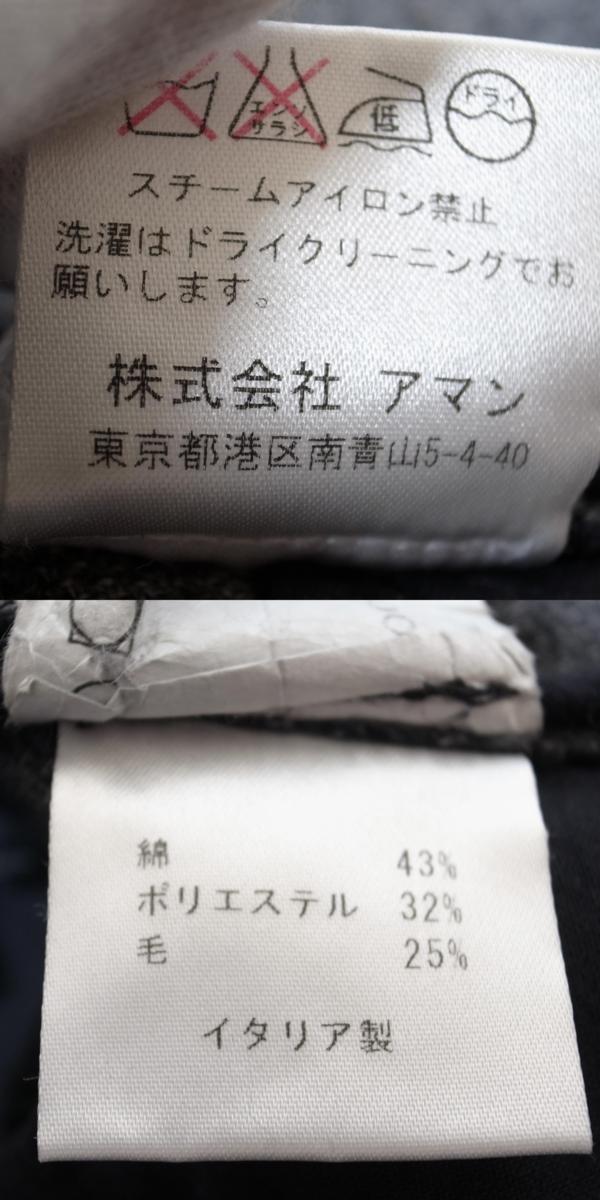 エンソ
サラシ
低
ドライ
スチームアイロン禁止
洗濯はドライクリーニングでお
願いします。
株式会社 アマン
東京都港区南青山5-4-40
綿 43%
ポリエステル 32%
毛 25%
イタリア製